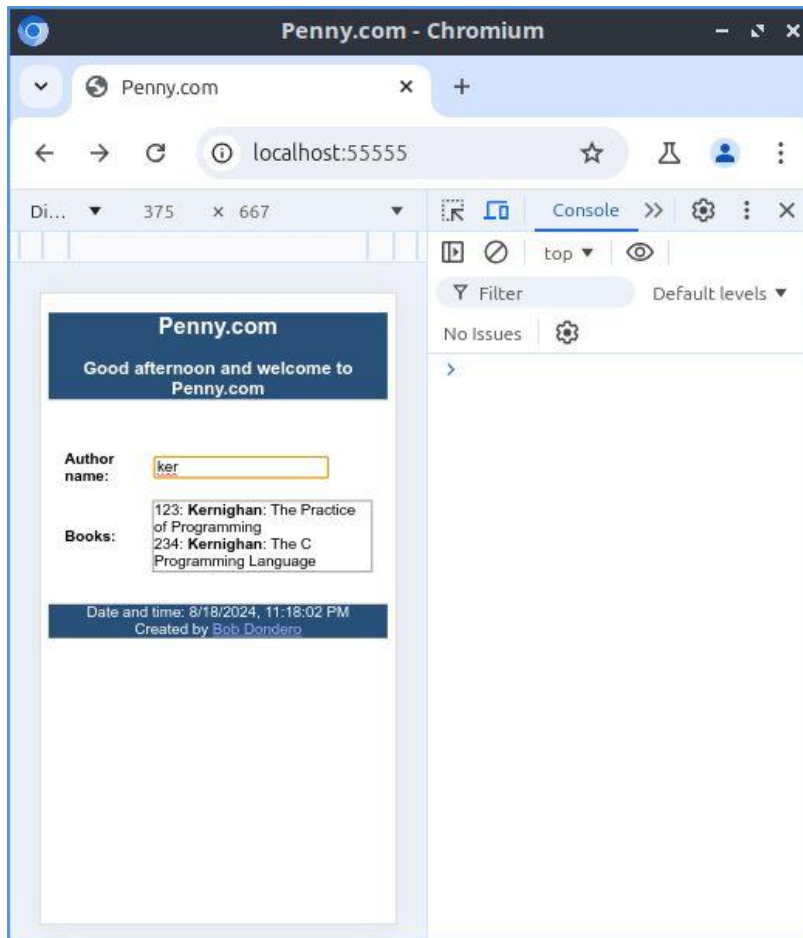 Penny.com - Chromium
Penny.com
localhost:55555
Di... 375 x 667
Console
top
Filter Default levels
No Issues
Penny.com
Good afternoon and welcome to
Penny.com
Author
name:
ker
Books:
123: Kernighan: The Practice
of Programming
234: Kernighan: The C
Programming Language
Date and time: 8/18/2024, 11:18:02 PM
Created by Bob Dondero